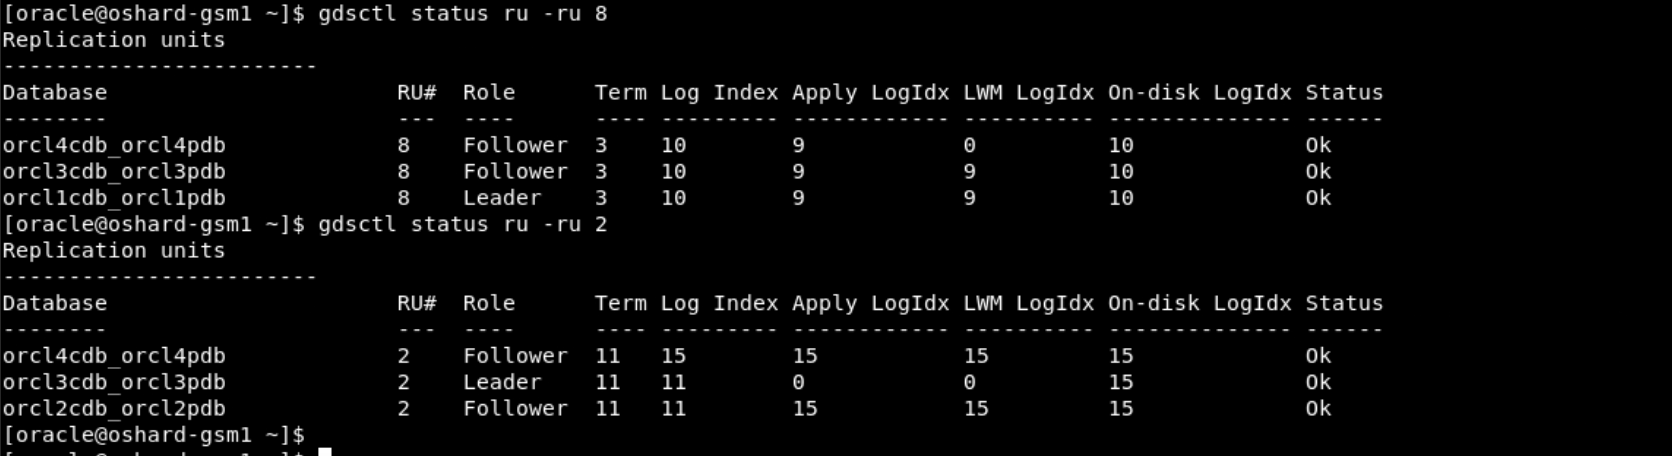 [oracle@oshard-gsm1 ~]$ gdsctl status ru -ru 8
Replication units
------------------------
Database                      RU#  Role    Term Log Index Apply LogIdx LWM LogIdx On-disk LogIdx Status
--------                      ---  ----    ---- --------- ------------ ---------- -------------- ------
orcl4cdb_orcl4pdb             8    Follower  3    10        9            0          10             Ok
orcl3cdb_orcl3pdb             8    Follower  3    10        9            9          10             Ok
orcl1cdb_orcl1pdb             8    Leader    3    10        9            9          10             Ok
[oracle@oshard-gsm1 ~]$ gdsctl status ru -ru 2
Replication units
------------------------
Database                      RU#  Role    Term Log Index Apply LogIdx LWM LogIdx On-disk LogIdx Status
--------                      ---  ----    ---- --------- ------------ ---------- -------------- ------
orcl4cdb_orcl4pdb             2    Follower  11   15        15           15         15             Ok
orcl3cdb_orcl3pdb             2    Leader    11   11        0            0          15             Ok
orcl2cdb_orcl2pdb             2    Follower  11   11        15           15         15             Ok
[oracle@oshard-gsm1 ~]$